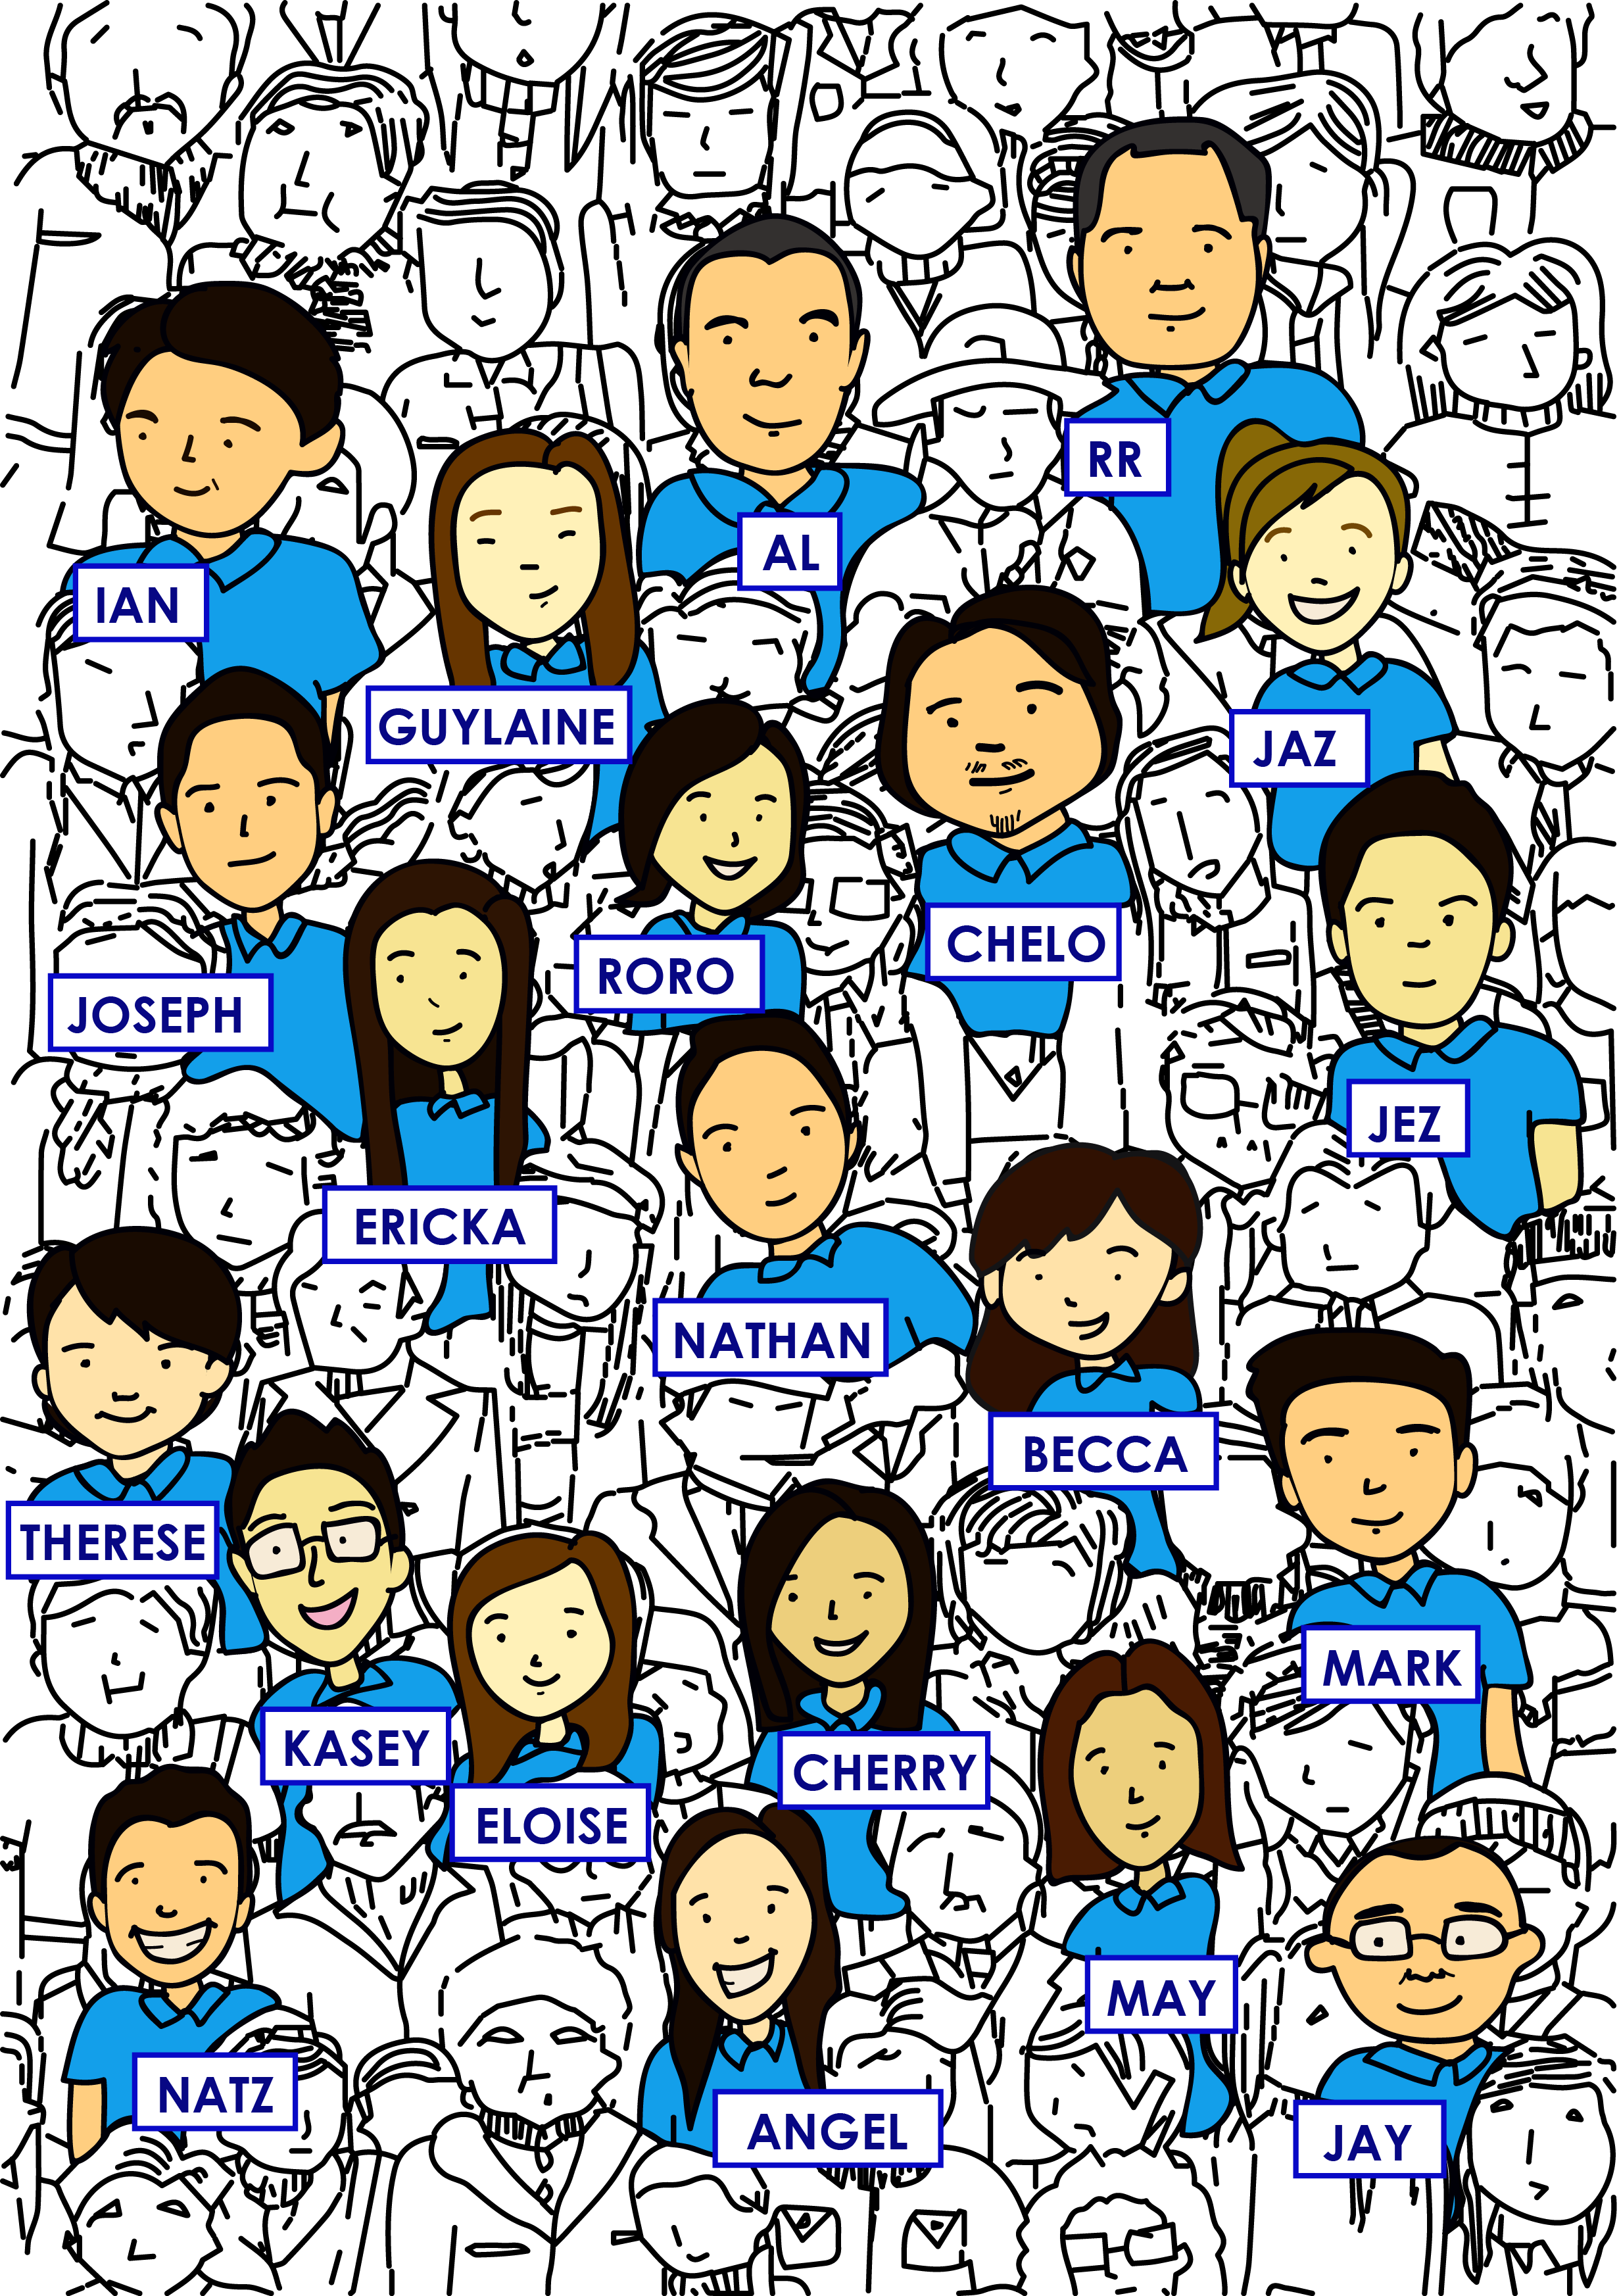 RR
AL
IAN
GUYLAINE
JAZ
CHELO
RORO
JOSEPH
JEZ
ERICKA
NATHAN
BECCA
THERESE
MARK
KASEY
CHERRY
ELOISE
MAY
NATZ
ANGEL
JAY